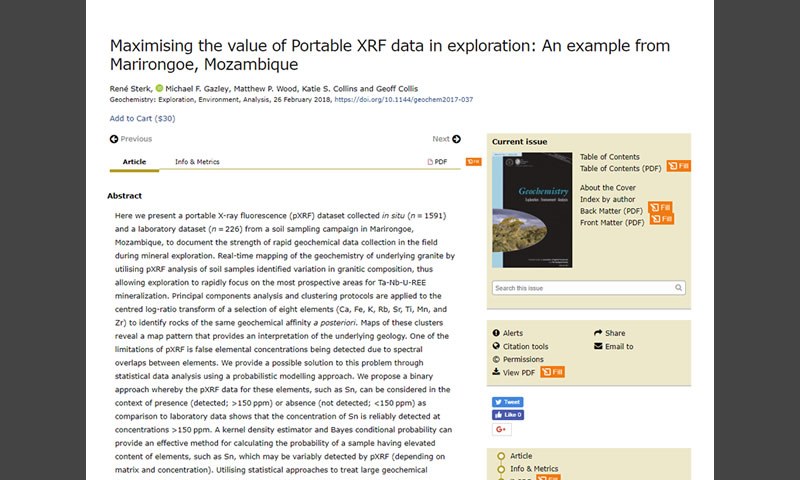 Maximising the value of Portable XRF data in exploration: An example from
Marirongoe, Mozambique
René Sterk, Michael F. Gazley, Matthew P. Wood, Katie S. Collins and Geoff Collis
Geochemistry: Exploration, Environment, Analysis, 26 February 2018, https://doi.org/10.1144/geochem2017-037
Add to Cart ($30)
Previous
Next
Article
Info & Metrics
PDF
Abstract
Here we present a portable X-ray fluorescence (pXRF) dataset collected in situ (n = 1591)
and a laboratory dataset (n = 226) from a soil sampling campaign in Marirongoe,
Mozambique, to document the strength of rapid geochemical data collection in the field
during mineral exploration. Real-time mapping of the geochemistry of underlying granite by
utilising pXRF analysis of soil samples identified variation in granitic composition, thus
allowing exploration to rapidly focus on the most prospective areas for Ta-Nb-U-REE
mineralization. Principal components analysis and clustering protocols are applied to the
centred log-ratio transform of a selection of eight elements (Ca, Fe, K, Rb, Sr, Ti, Mn, and
Zr) to identify rocks of the same geochemical affinity a posteriori. Maps of these clusters
reveal a map pattern that provides an interpretation of the underlying geology. One of the
limitations of pXRF is false elemental concentrations being detected due to spectral
overlaps between elements. We provide a possible solution to this problem through
statistical data analysis using a probabilistic modelling approach. We propose a binary
approach whereby the pXRF data for these elements, such as Sn, can be considered in the
context of presence (detected; >150 ppm) or absence (not detected; <150 ppm) as
comparison to laboratory data shows that the concentration of Sn is reliably detected at
concentrations >150 ppm. A kernel density estimator and Bayes conditional probability can
provide an effective method for calculating the probability of a sample having elevated
content of elements, such as Sn, which may be variably detected by pXRF (depending on
matrix and concentration). Utilising statistical approaches to treat large geochemical
Current issue
Geochemistry
Table of Contents
Table of Contents (PDF) Fill
About the Cover
Index by author
Back Matter (PDF) Fill
Front Matter (PDF) Fill
Search this issue
Alerts
Share
Citation tools
Email to
Permissions
View PDF Fill
Tweet
Like 0
G+
Article
Info & Metrics